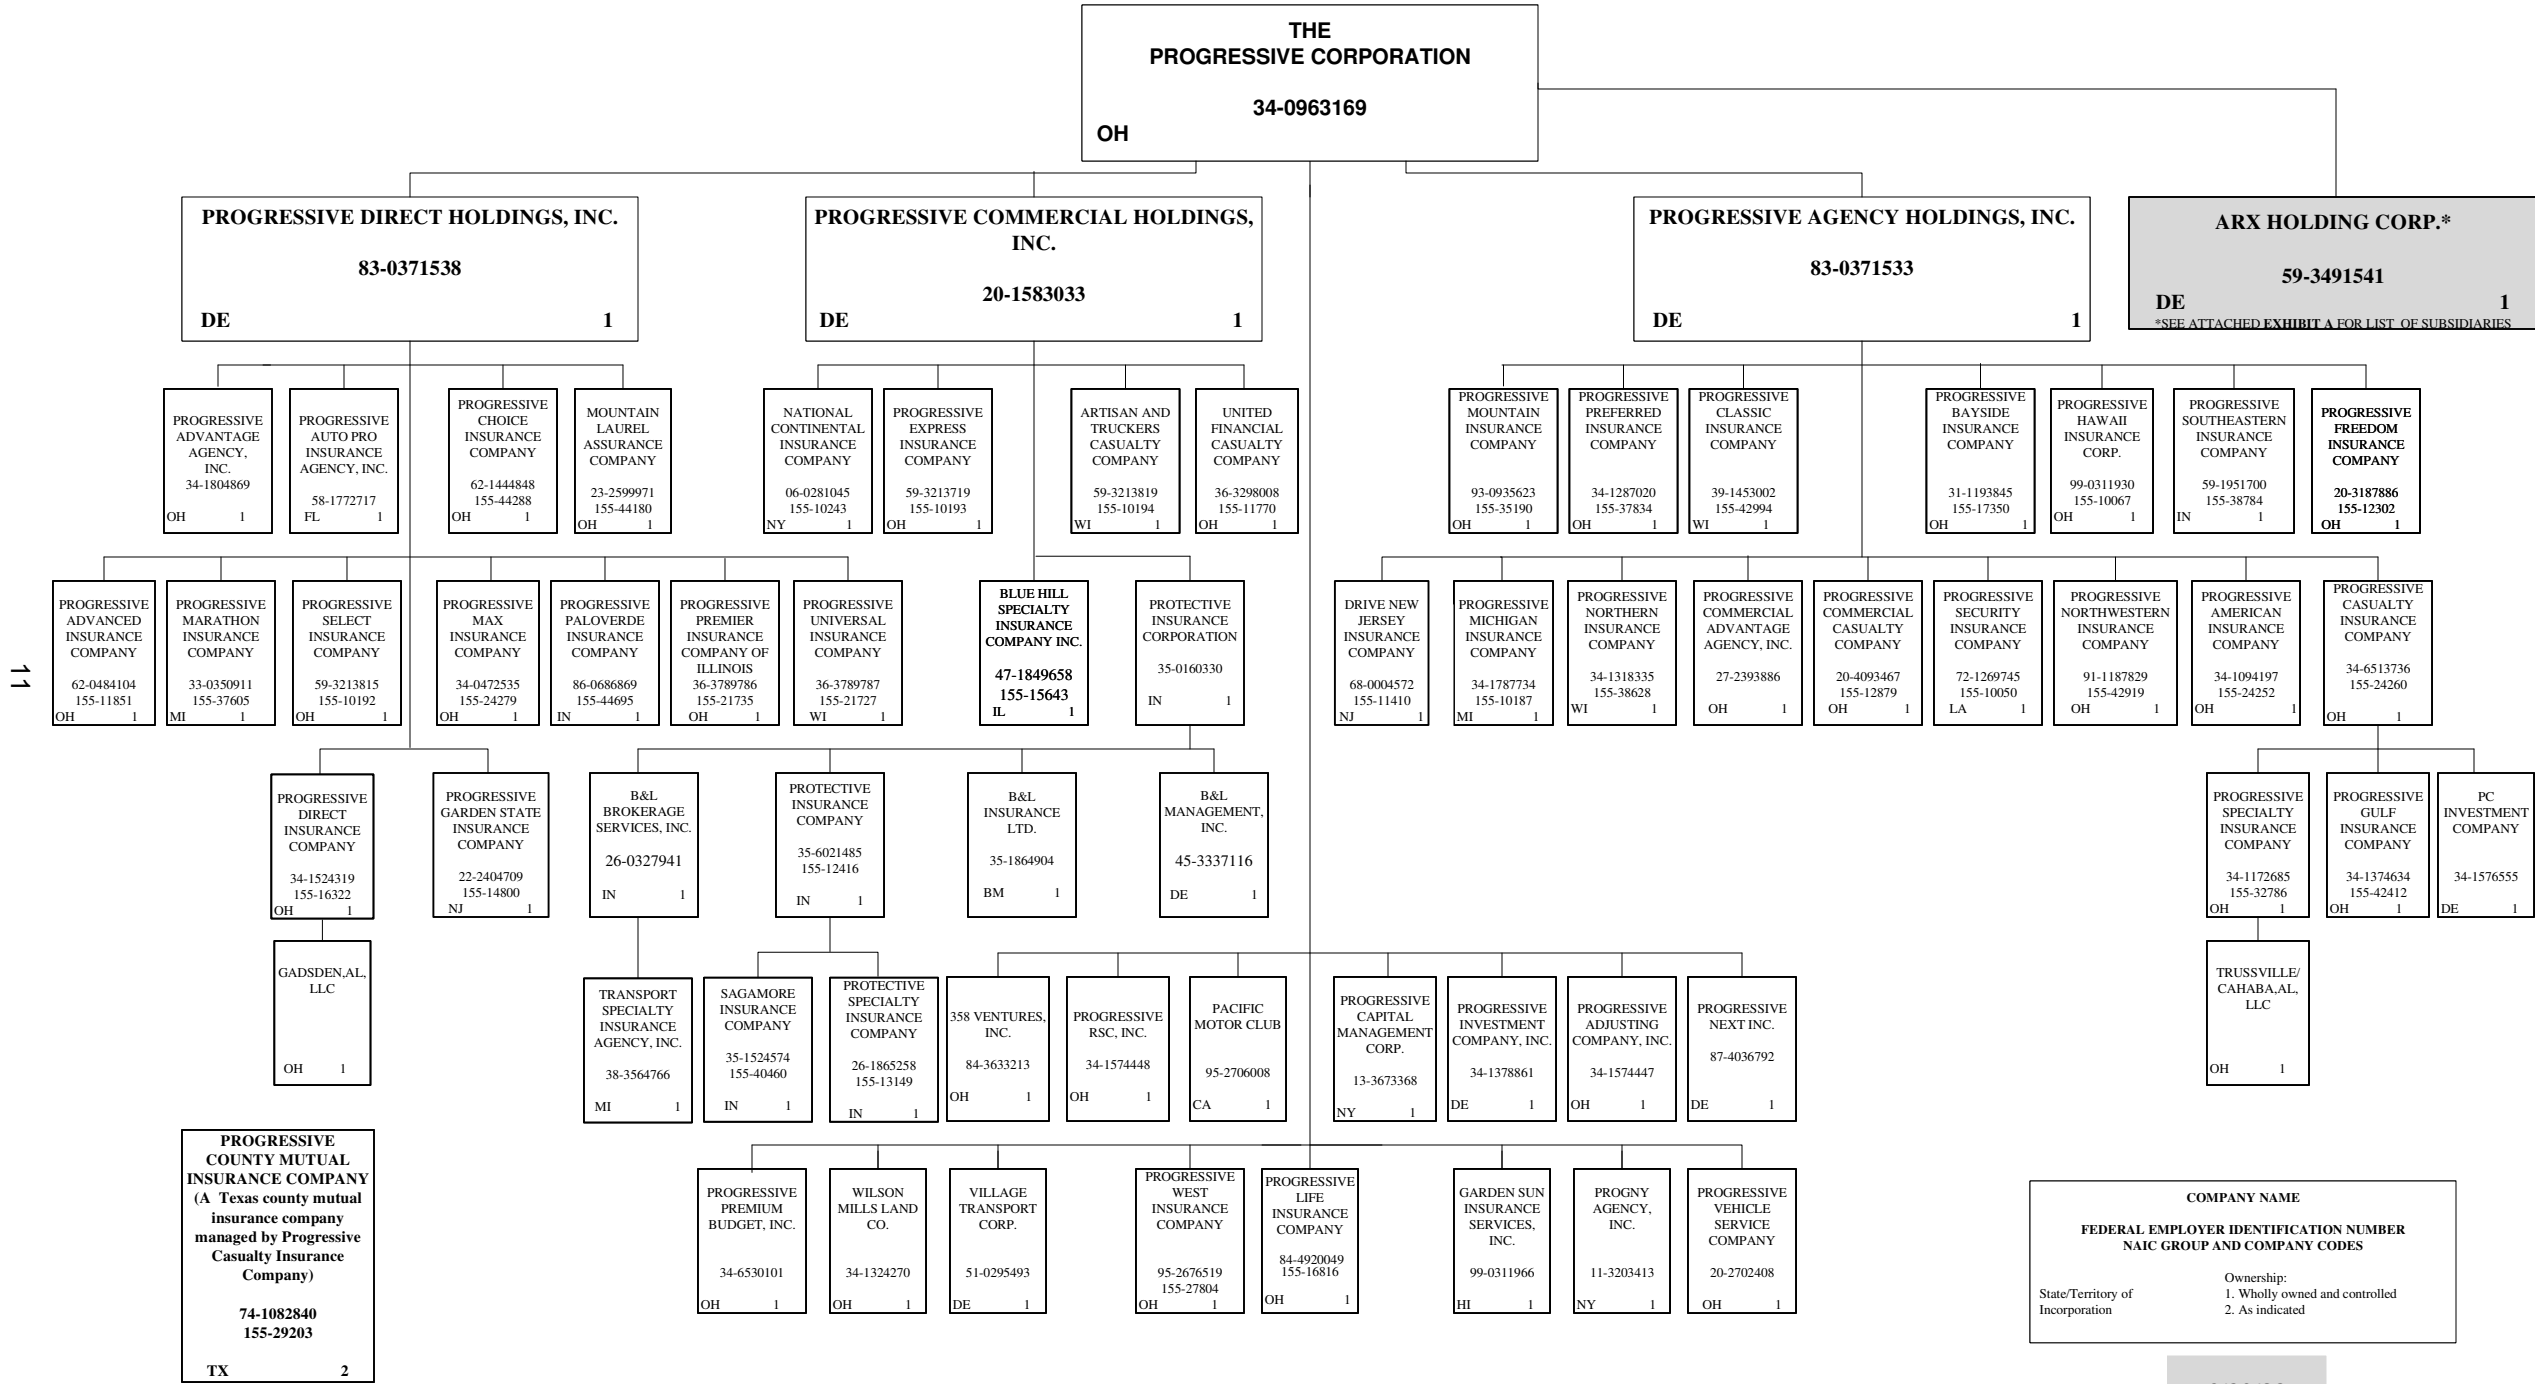 THE
PROGRESSIVE CORPORATION
34-0963169
OH
PROGRESSIVE DIRECT HOLDINGS, INC.
83-0371538
DE 1
PROGRESSIVE COMMERCIAL HOLDINGS,
INC.
20-1583033
DE 1
PROGRESSIVE AGENCY HOLDINGS, INC.
83-0371533
DE 1
ARX HOLDING CORP.*
59-3491541
DE 1
*SEE ATTACHED EXHIBIT A FOR LIST OF SUBSIDIARIES
PROGRESSIVE
ADVANTAGE
AGENCY,
INC.
34-1804869
OH 1
PROGRESSIVE
AUTO PRO
INSURANCE
AGENCY, INC.
58-1772717
FL 1
PROGRESSIVE
CHOICE
INSURANCE
COMPANY
62-1444848
155-44288
OH 1
MOUNTAIN
LAUREL
ASSURANCE
COMPANY
23-2599971
155-44180
OH 1
NATIONAL
CONTINENTAL
INSURANCE
COMPANY
06-0281045
155-10243
NY 1
PROGRESSIVE
EXPRESS
INSURANCE
COMPANY
59-3213719
155-10193
OH 1
ARTISAN AND
TRUCKERS
CASUALTY
COMPANY
59-3213819
155-10194
WI 1
UNITED
FINANCIAL
CASUALTY
COMPANY
36-3298008
155-11770
OH 1
PROGRESSIVE
MOUNTAIN
INSURANCE
COMPANY
93-0935623
155-35190
OH 1
PROGRESSIVE
PREFERRED
INSURANCE
COMPANY
34-1287020
155-37834
OH 1
PROGRESSIVE
CLASSIC
INSURANCE
COMPANY
39-1453002
155-42994
WI 1
PROGRESSIVE
BAYSIDE
INSURANCE
COMPANY
31-1193845
155-17350
OH 1
PROGRESSIVE
HAWAII
INSURANCE
CORP.
99-0311930
155-10067
OH 1
PROGRESSIVE
SOUTHEASTERN
INSURANCE
COMPANY
59-1951700
155-38784
IN 1
PROGRESSIVE
FREEDOM
INSURANCE
COMPANY
20-3187886
155-12302
OH 1
PROGRESSIVE
ADVANCED
INSURANCE
COMPANY
62-0484104
155-11851
OH 1
PROGRESSIVE
MARATHON
INSURANCE
COMPANY
33-0350911
155-37605
MI 1
PROGRESSIVE
SELECT
INSURANCE
COMPANY
59-3213815
155-10192
OH 1
PROGRESSIVE
MAX
INSURANCE
COMPANY
34-0472535
155-24279
OH 1
PROGRESSIVE
PALOVERDE
INSURANCE
COMPANY
86-0686869
155-44695
IN 1
PROGRESSIVE
PREMIER
INSURANCE
COMPANY OF
ILLINOIS
36-3789786
155-21735
OH 1
PROGRESSIVE
UNIVERSAL
INSURANCE
COMPANY
36-3789787
155-21727
WI 1
BLUE HILL
SPECIALTY
INSURANCE
COMPANY INC.
47-1849658
155-15643
IL 1
PROTECTIVE
INSURANCE
CORPORATION
35-0160330
IN 1
DRIVE NEW
JERSEY
INSURANCE
COMPANY
68-0004572
155-11410
NJ 1
PROGRESSIVE
MICHIGAN
INSURANCE
COMPANY
34-1787734
155-10187
MI 1
PROGRESSIVE
NORTHERN
INSURANCE
COMPANY
34-1318335
155-38628
WI 1
PROGRESSIVE
COMMERCIAL
ADVANTAGE
AGENCY, INC.
27-2393886
OH 1
PROGRESSIVE
COMMERCIAL
CASUALTY
COMPANY
20-4093467
155-12879
OH 1
PROGRESSIVE
SECURITY
INSURANCE
COMPANY
72-1269745
155-10050
LA 1
PROGRESSIVE
NORTHWESTERN
INSURANCE
COMPANY
91-1187829
155-42919
OH 1
PROGRESSIVE
AMERICAN
INSURANCE
COMPANY
34-1094197
155-24252
OH 1
PROGRESSIVE
CASUALTY
INSURANCE
COMPANY
34-6513736
155-24260
OH 1
11
PROGRESSIVE
DIRECT
INSURANCE
COMPANY
34-1524319
155-16322
OH 1
PROGRESSIVE
GARDEN STATE
INSURANCE
COMPANY
22-2404709
155-14800
NJ 1
B&L
BROKERAGE
SERVICES, INC.
26-0327941
IN 1
PROTECTIVE
INSURANCE
COMPANY
35-6021485
155-12416
IN 1
B&L
INSURANCE
LTD.
35-1864904
BM 1
B&L
MANAGEMENT,
INC.
45-3337116
DE 1
PROGRESSIVE
SPECIALTY
INSURANCE
COMPANY
34-1172685
155-32786
OH 1
PROGRESSIVE
GULF
INSURANCE
COMPANY
34-1374634
155-42412
OH 1
PC
INVESTMENT
COMPANY
34-1576555
DE 1
GADSDEN,AL,
LLC
OH 1
TRANSPORT
SPECIALTY
INSURANCE
AGENCY, INC.
38-3564766
MI 1
SAGAMORE
INSURANCE
COMPANY
35-1524574
155-40460
IN 1
PROTECTIVE
SPECIALTY
INSURANCE
COMPANY
26-1865258
155-13149
IN 1
358 VENTURES,
INC.
84-3633213
OH 1
PROGRESSIVE
RSC, INC.
34-1574448
OH 1
PACIFIC
MOTOR CLUB
95-2706008
CA 1
PROGRESSIVE
CAPITAL
MANAGEMENT
CORP.
13-3673368
NY 1
PROGRESSIVE
INVESTMENT
COMPANY, INC.
34-1378861
DE 1
PROGRESSIVE
ADJUSTING
COMPANY, INC.
34-1574447
OH 1
PROGRESSIVE
NEXT INC.
87-4036792
DE 1
TRUSSVILLE/
CAHABA,AL,
LLC
OH 1
PROGRESSIVE
COUNTY MUTUAL
INSURANCE COMPANY
(A Texas county mutual
insurance company
managed by Progressive
Casualty Insurance
Company)
74-1082840
155-29203
TX 2
PROGRESSIVE
PREMIUM
BUDGET, INC.
34-6530101
OH 1
WILSON
MILLS LAND
CO.
34-1324270
OH 1
VILLAGE
TRANSPORT
CORP.
51-0295493
DE 1
PROGRESSIVE
WEST
INSURANCE
COMPANY
95-2676519
155-27804
OH 1
PROGRESSIVE
LIFE
INSURANCE
COMPANY
84-4920049
155-16816
OH 1
GARDEN SUN
INSURANCE
SERVICES,
INC.
99-0311966
HI 1
PROGNY
AGENCY,
INC.
11-3203413
NY 1
PROGRESSIVE
VEHICLE
SERVICE
COMPANY
20-2702408
OH 1
COMPANY NAME
FEDERAL EMPLOYER IDENTIFICATION NUMBER
NAIC GROUP AND COMPANY CODES
Ownership:
State/Territory of 1. Wholly owned and controlled
Incorporation 2. As indicated